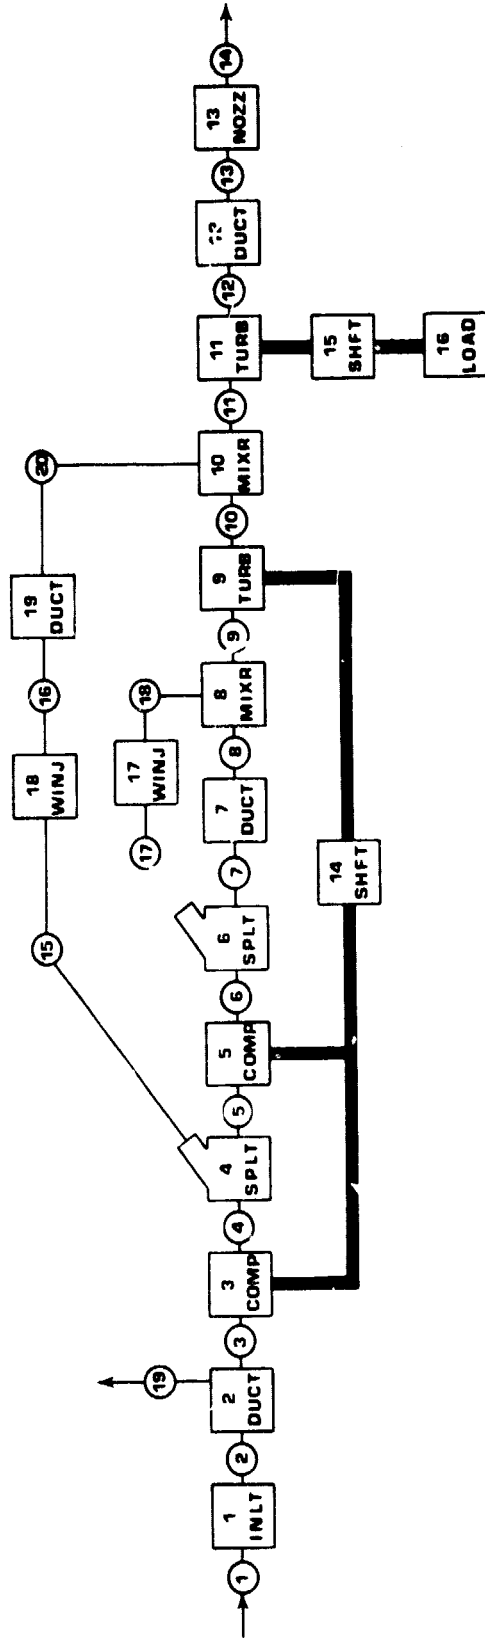 1
1
INLT
2
2
DUCT
19
3
3
COMP
4
4
SPLT
5
5
COMP
6
6
SPLT
7
7
DUCT
8
8
MIXR
9
9
TURB
10
10
MIXR
11
11
TURB
12
12
DUCT
13
13
NOZZ
14
15
18
WINJ
16
19
DUCT
20
17
17
WINJ
18
14
SHFT
15
SHFT
16
LOAD